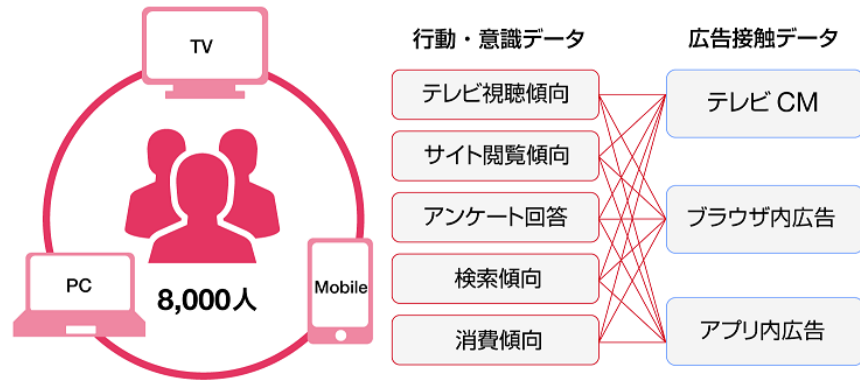 TV
PC
Mobile
8,000人
行動・意識データ
テレビ視聴傾向
サイト閲覧傾向
アンケート回答
検索傾向
消費傾向
広告接触データ
テレビ CM
ブラウザ内広告
アプリ内広告